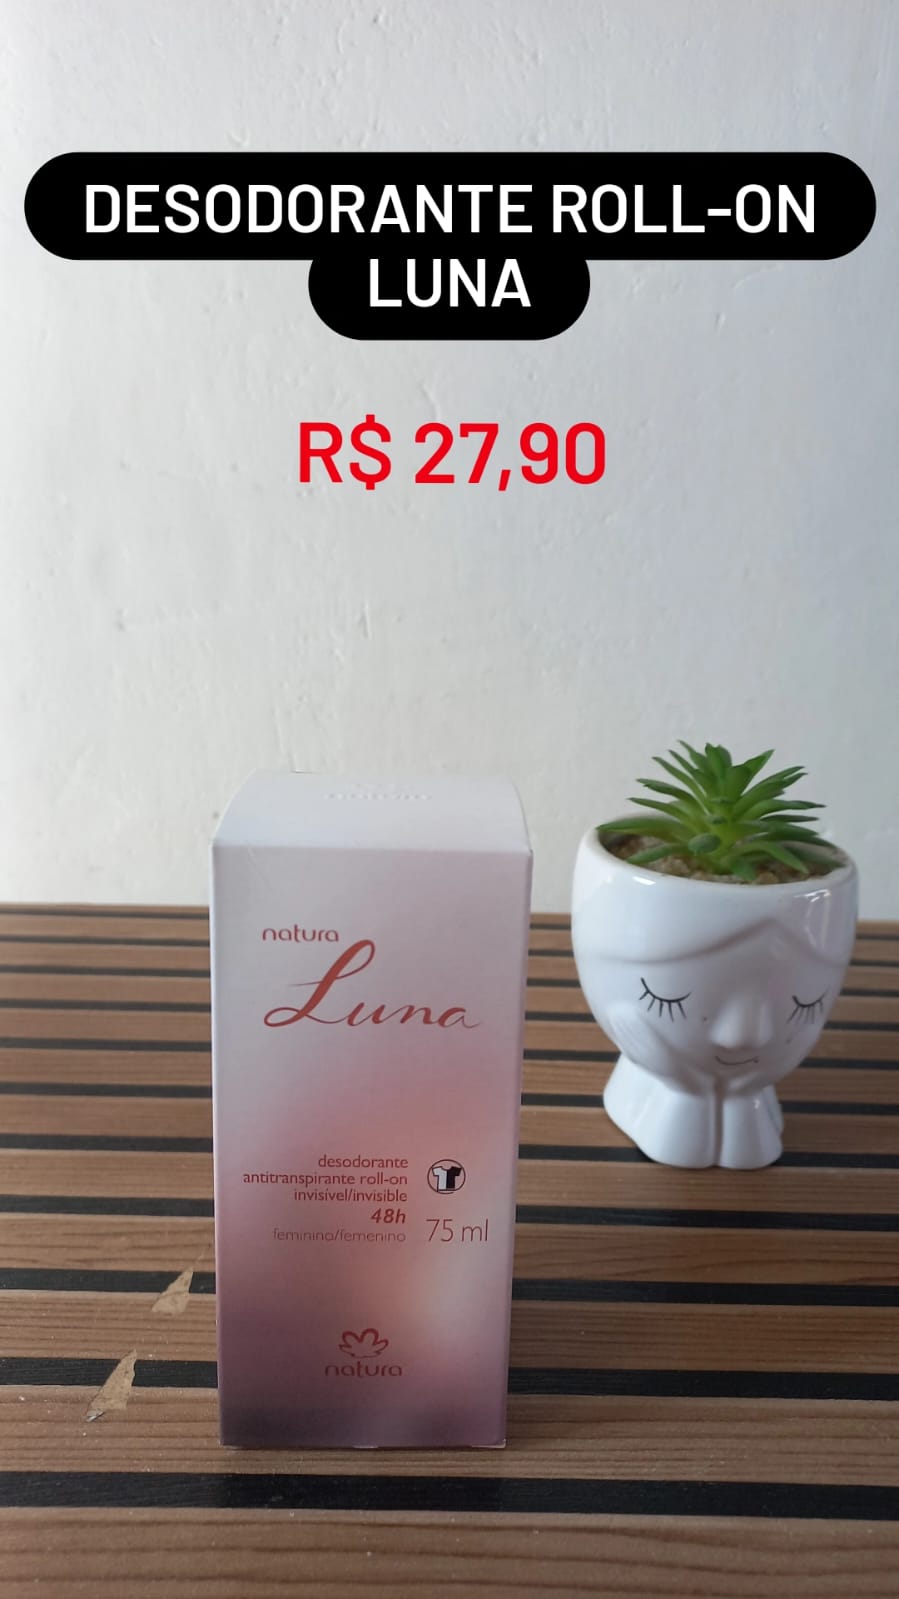 DESODORANTE ROLL-ON
LUNA
R$ 27,90
natura
Luna
desodorante
antitranspirante roll-on
invisível/invisible
48h
feminino/femenino
75 ml
natura